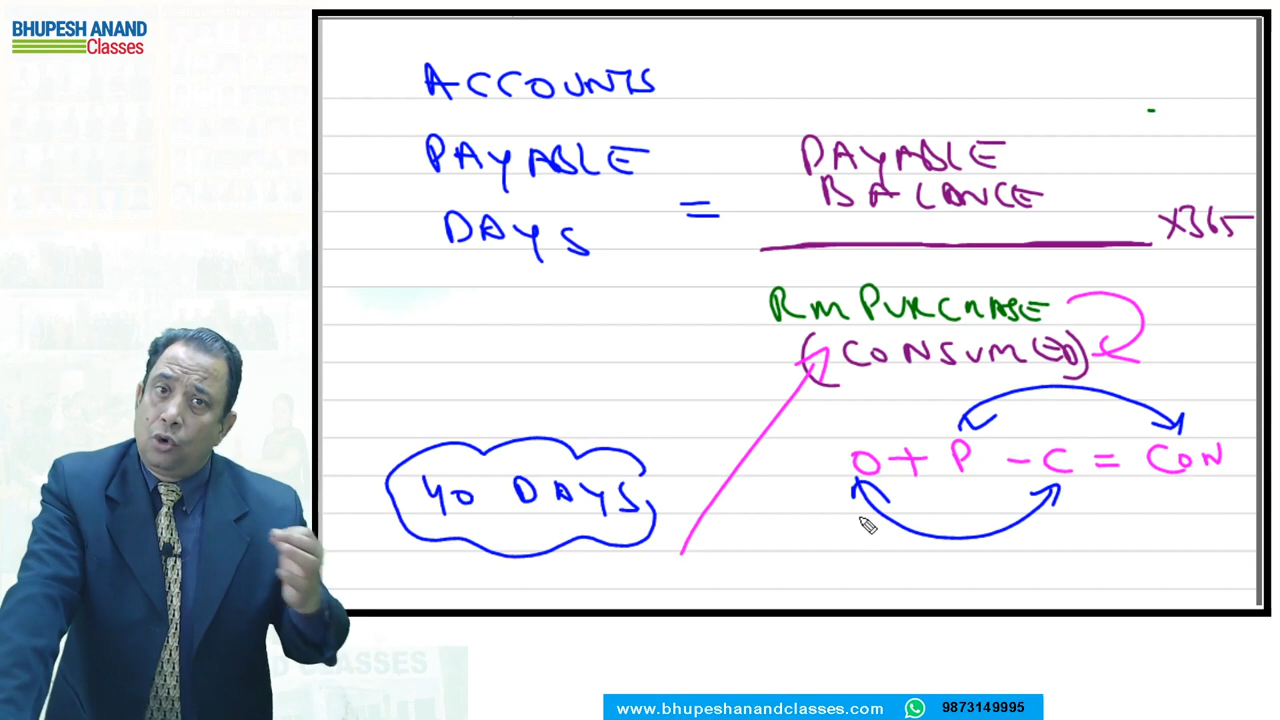 BHUPESH ANAND
Classes
ACCOUNTS
PAYABLE
DAYS
=
PAYABLE
BALANCE
X365
RM PURCHASE
(CONSUMED)
O + P - C = CON
40 DAYS
CLASSES
www.bhupeshanandclasses.com 9873149995